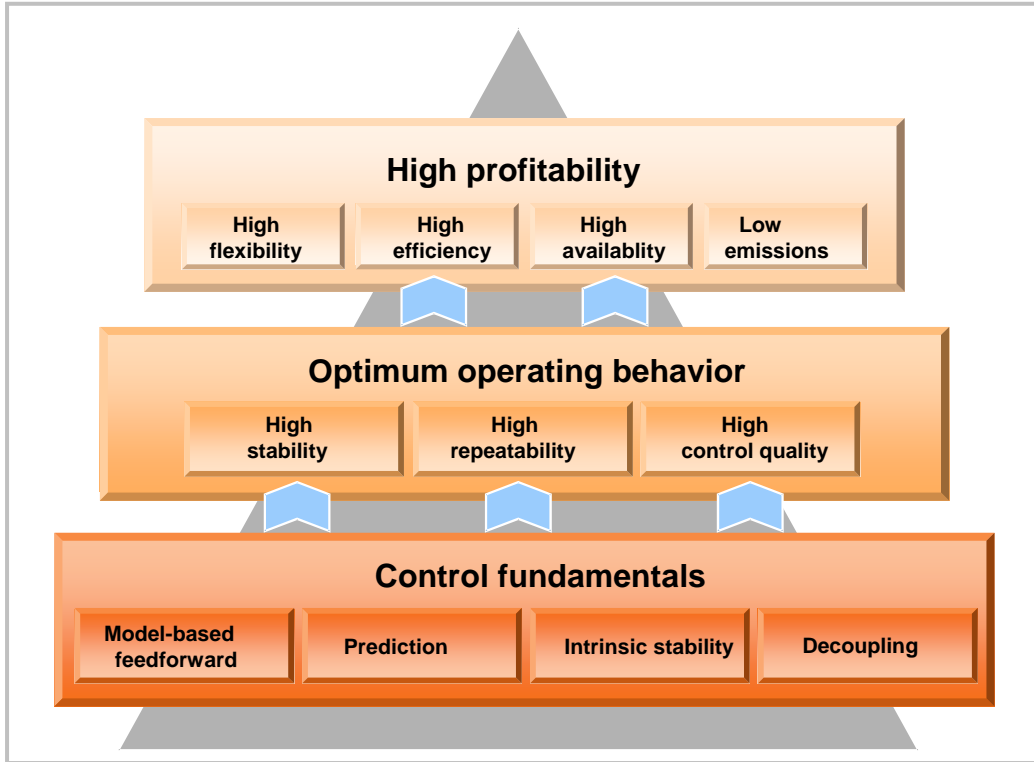 High profitability
High
flexibility
High
efficiency
High
availablity
Low
emissions
Optimum operating behavior
High
stability
High
repeatability
High
control quality
Control fundamentals
Model-based
feedforward
Prediction
Intrinsic stability
Decoupling